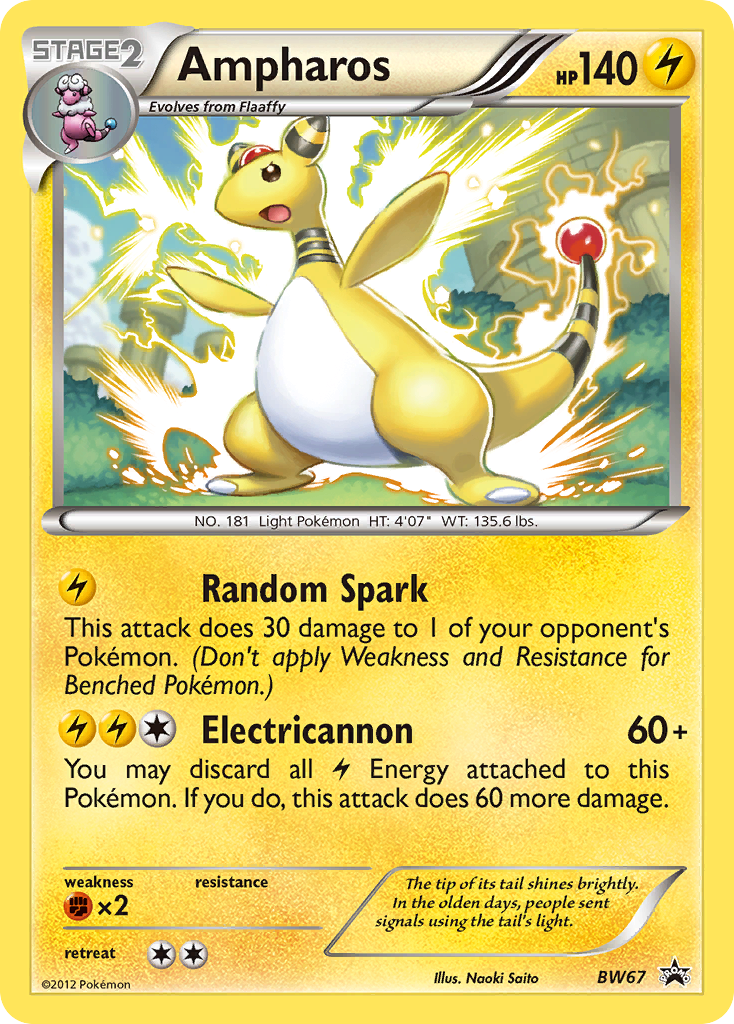 STAGE2
Ampharos
HP140
Evolves from Flaaffy
NO. 181 Light Pokémon HT: 4'07" WT: 135.6 lbs.
Random Spark
This attack does 30 damage to 1 of your opponent's
Pokémon. (Don't apply Weakness and Resistance for
Benched Pokémon.)
Electricannon 60+
You may discard all Energy attached to this
Pokémon. If you do, this attack does 60 more damage.
weakness resistance
×2
The tip of its tail shines brightly.
In the olden days, people sent
signals using the tail's light.
retreat
©2012 Pokémon
Illus. Naoki Saito
BW67
PROMO